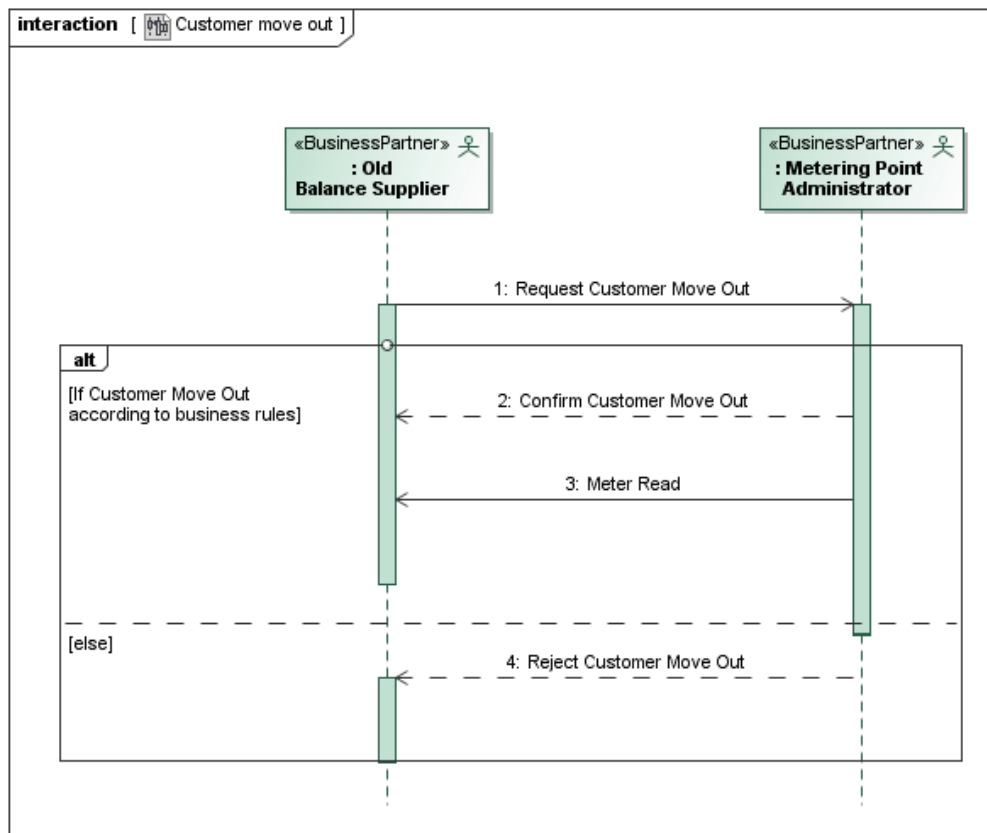 interaction [ Customer move out ]
«BusinessPartner»
: Old
Balance Supplier
«BusinessPartner»
: Metering Point
Administrator
1: Request Customer Move Out
alt
[If Customer Move Out
according to business rules]
2: Confirm Customer Move Out
3: Meter Read
[else]
4: Reject Customer Move Out